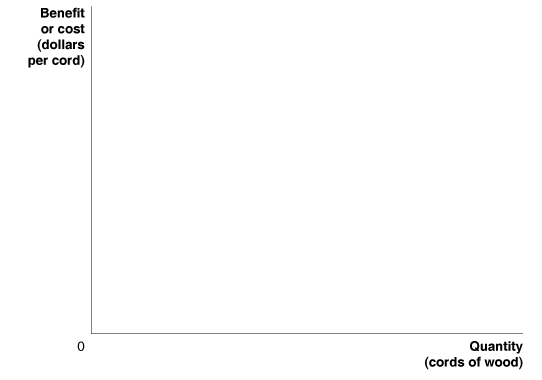 Benefit
or cost
(dollars
per cord)
0
Quantity
(cords of wood)